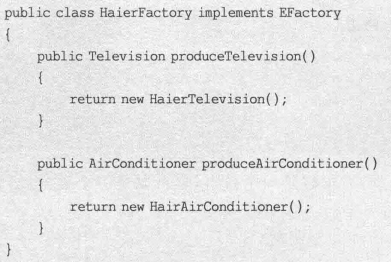 public class HaierFactory implements EFactory
{
public Television produceTelevision()
{
return new HaierTelevision();
}
public AirConditioner produceAirConditioner()
{
return new HairAirConditioner();
}
}